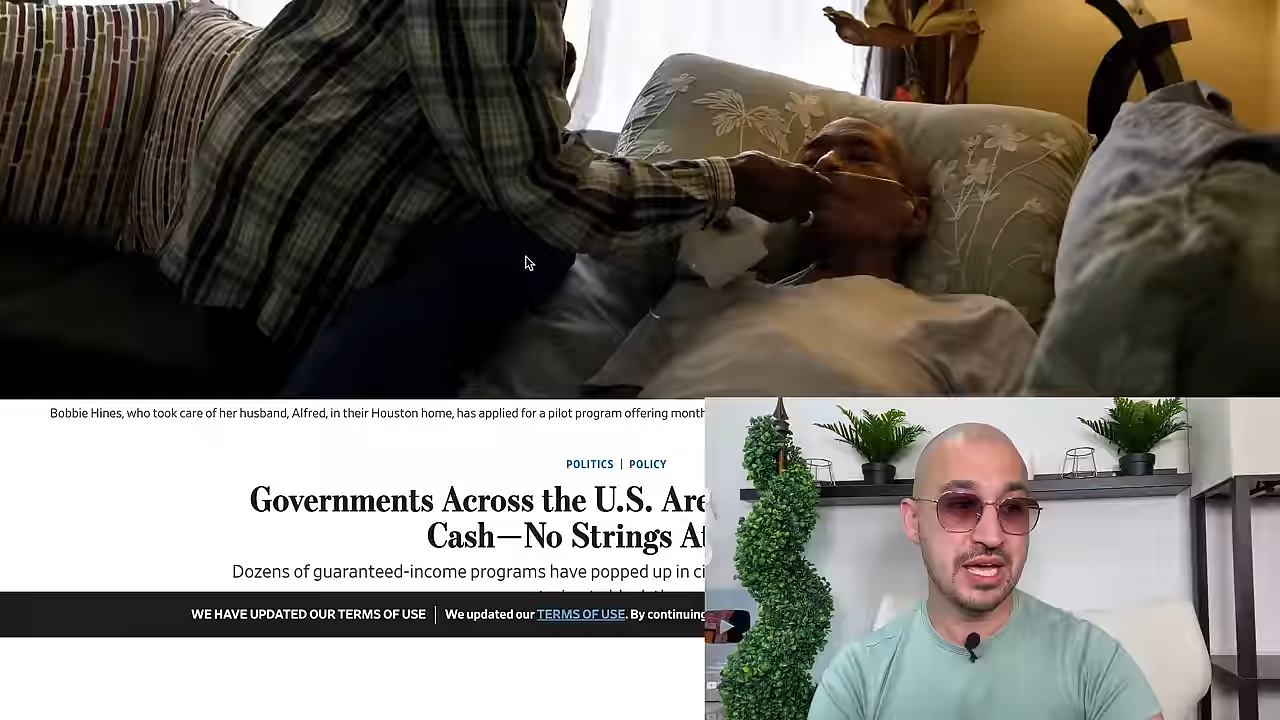 Bobbie Hines, who took care of her husband, Alfred, in their Houston home, has applied for a pilot program offering month
POLITICS | POLICY
Governments Across the U.S. Are
Cash—No Strings At
Dozens of guaranteed-income programs have popped up in ci
WE HAVE UPDATED OUR TERMS OF USE | We updated our TERMS OF USE. By continuing